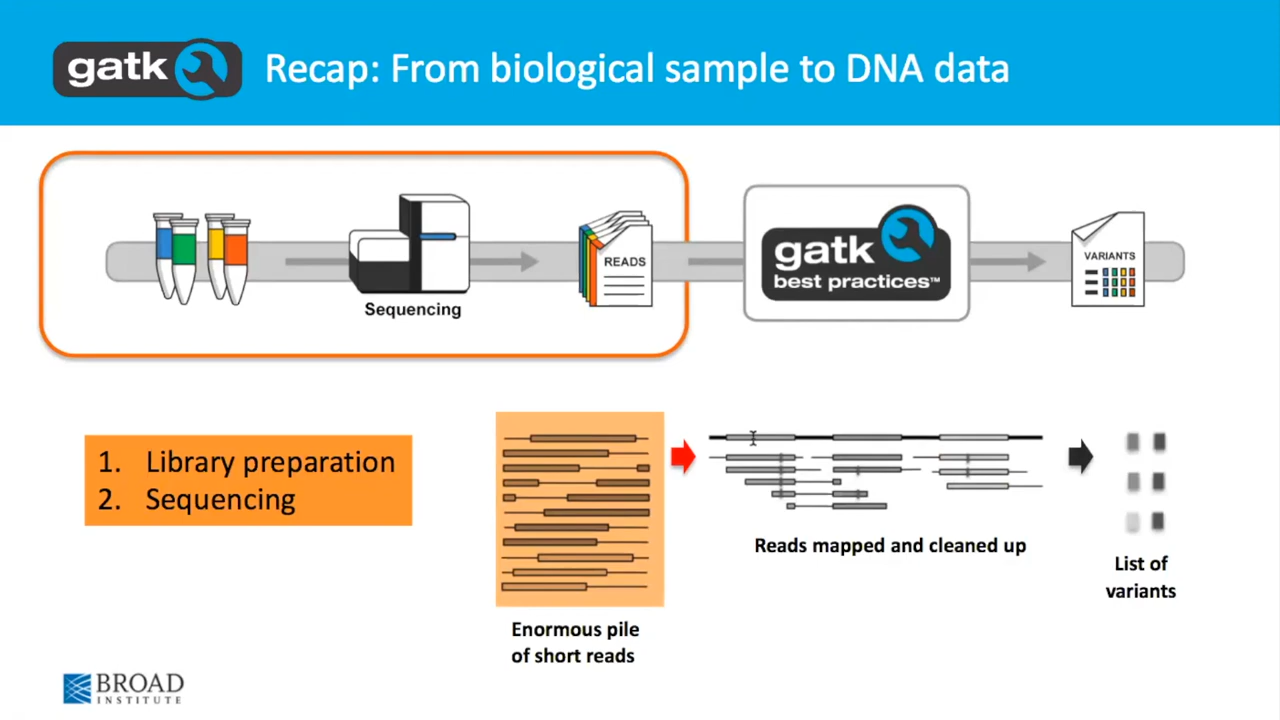 gatk
Recap: From biological sample to DNA data
Sequencing
READS
gatk
best practices™
VARIANTS
1. Library preparation
2. Sequencing
Enormous pile
of short reads
Reads mapped and cleaned up
List of
variants
BROAD
INSTITUTE